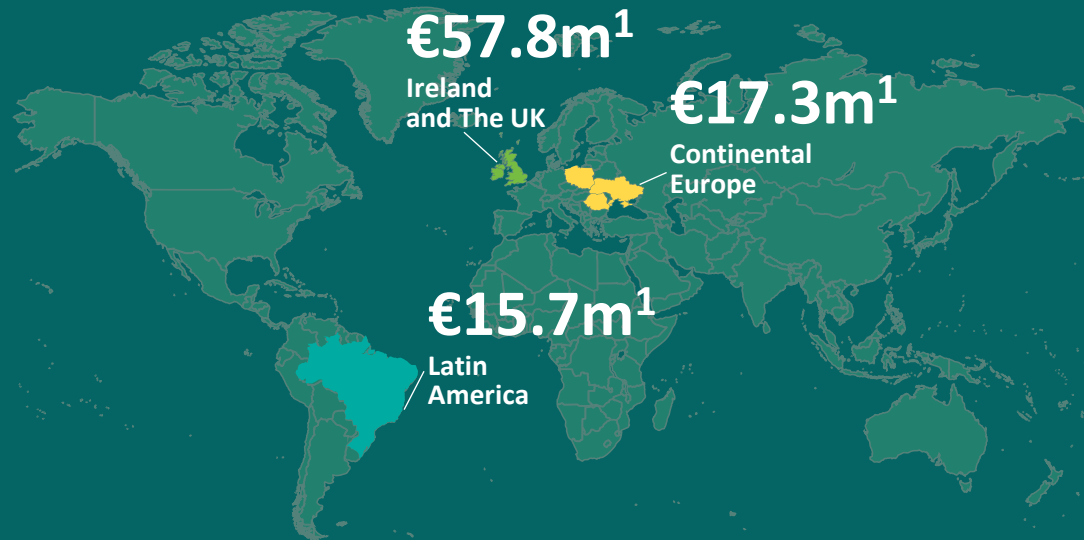 €57.8m¹
Ireland
and The UK
€17.3m¹
Continental
Europe
€15.7m¹
Latin
America